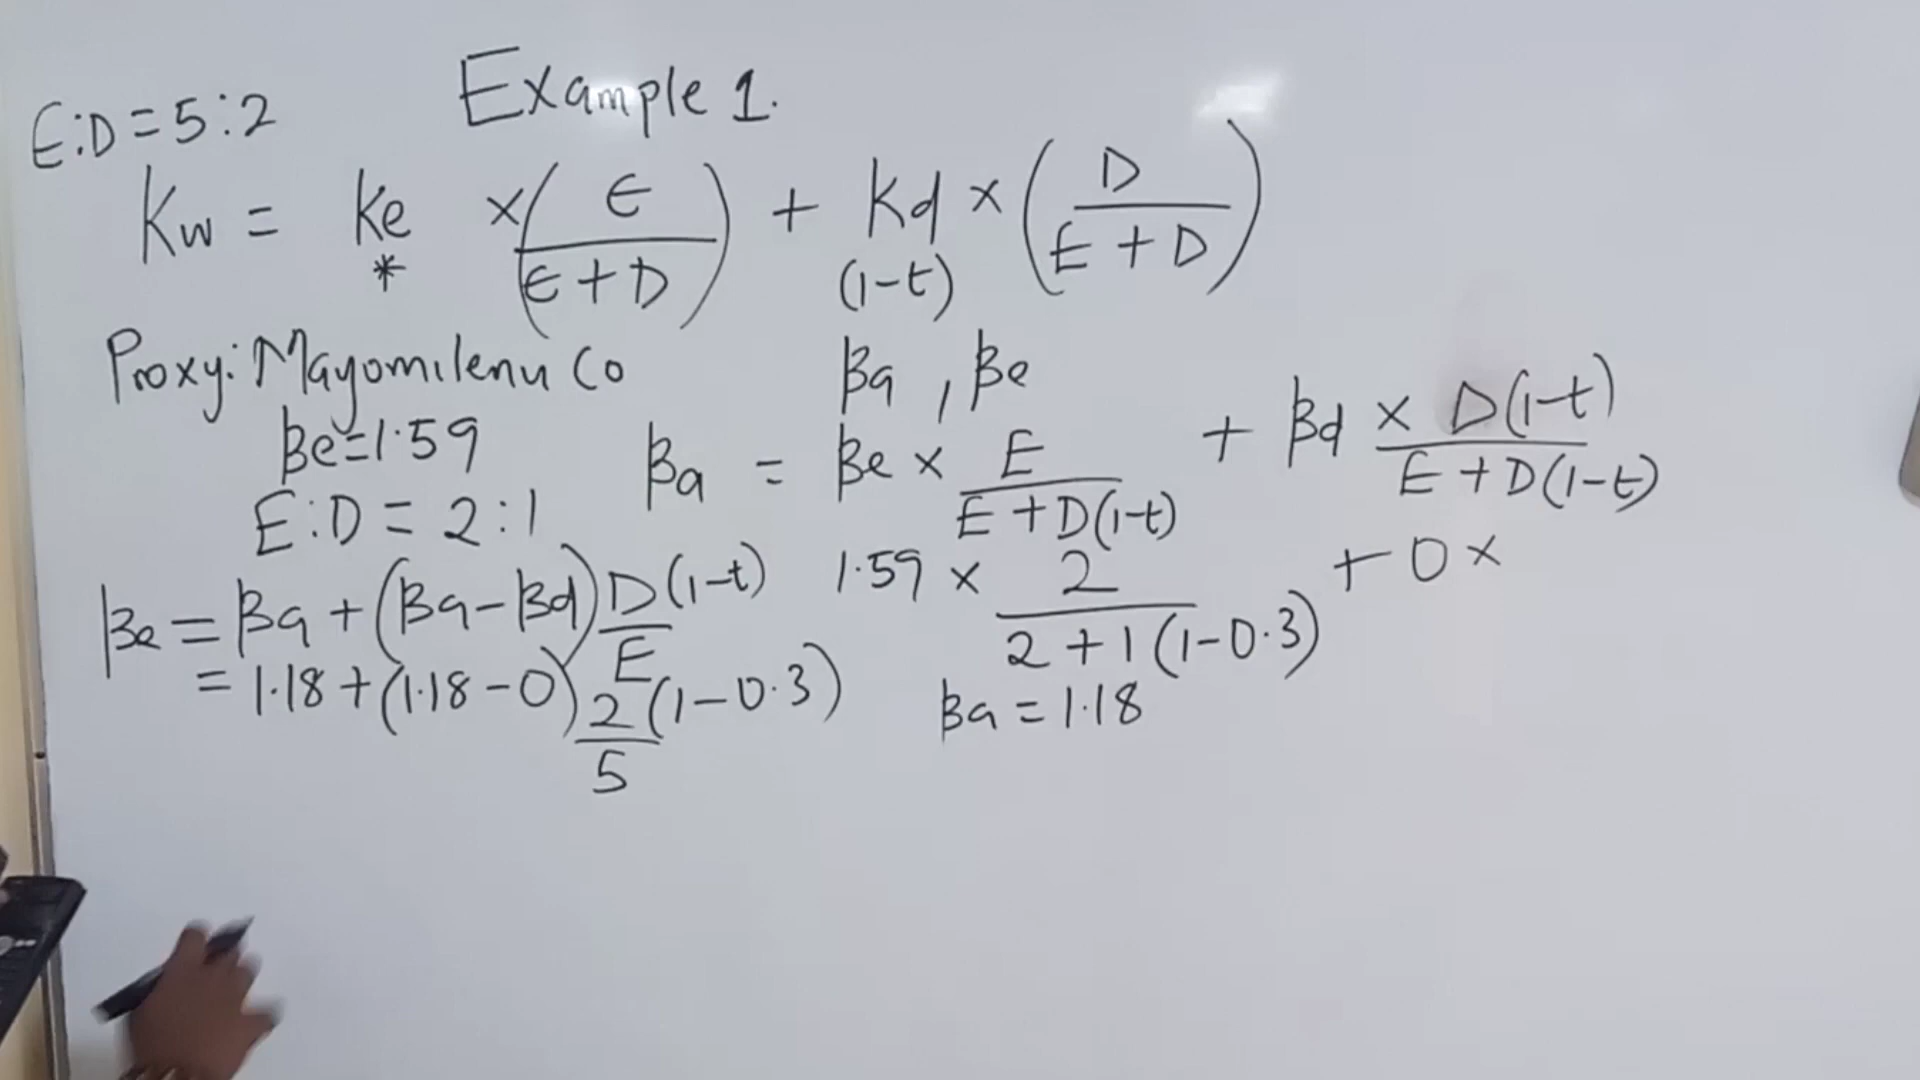 Example 1.
E:D=5:2
Kw = Ke × (E/(E+D)) + Kd × (D/(E+D))
* (1-t)
Proxy: Mayomilenu Co βa, βe
βe=1.59 βa = βe × E/(E+D(1-t)) + βd × D(1-t)/(E+D(1-t))
E:D = 2:1
1.59 × 2/(2+1(1-0.3)) + 0 ×
βe = βa + (βa-βd) D(1-t)/E
= 1.18 + (1.18-0) 2(1-0.3)/5 βa = 1.18